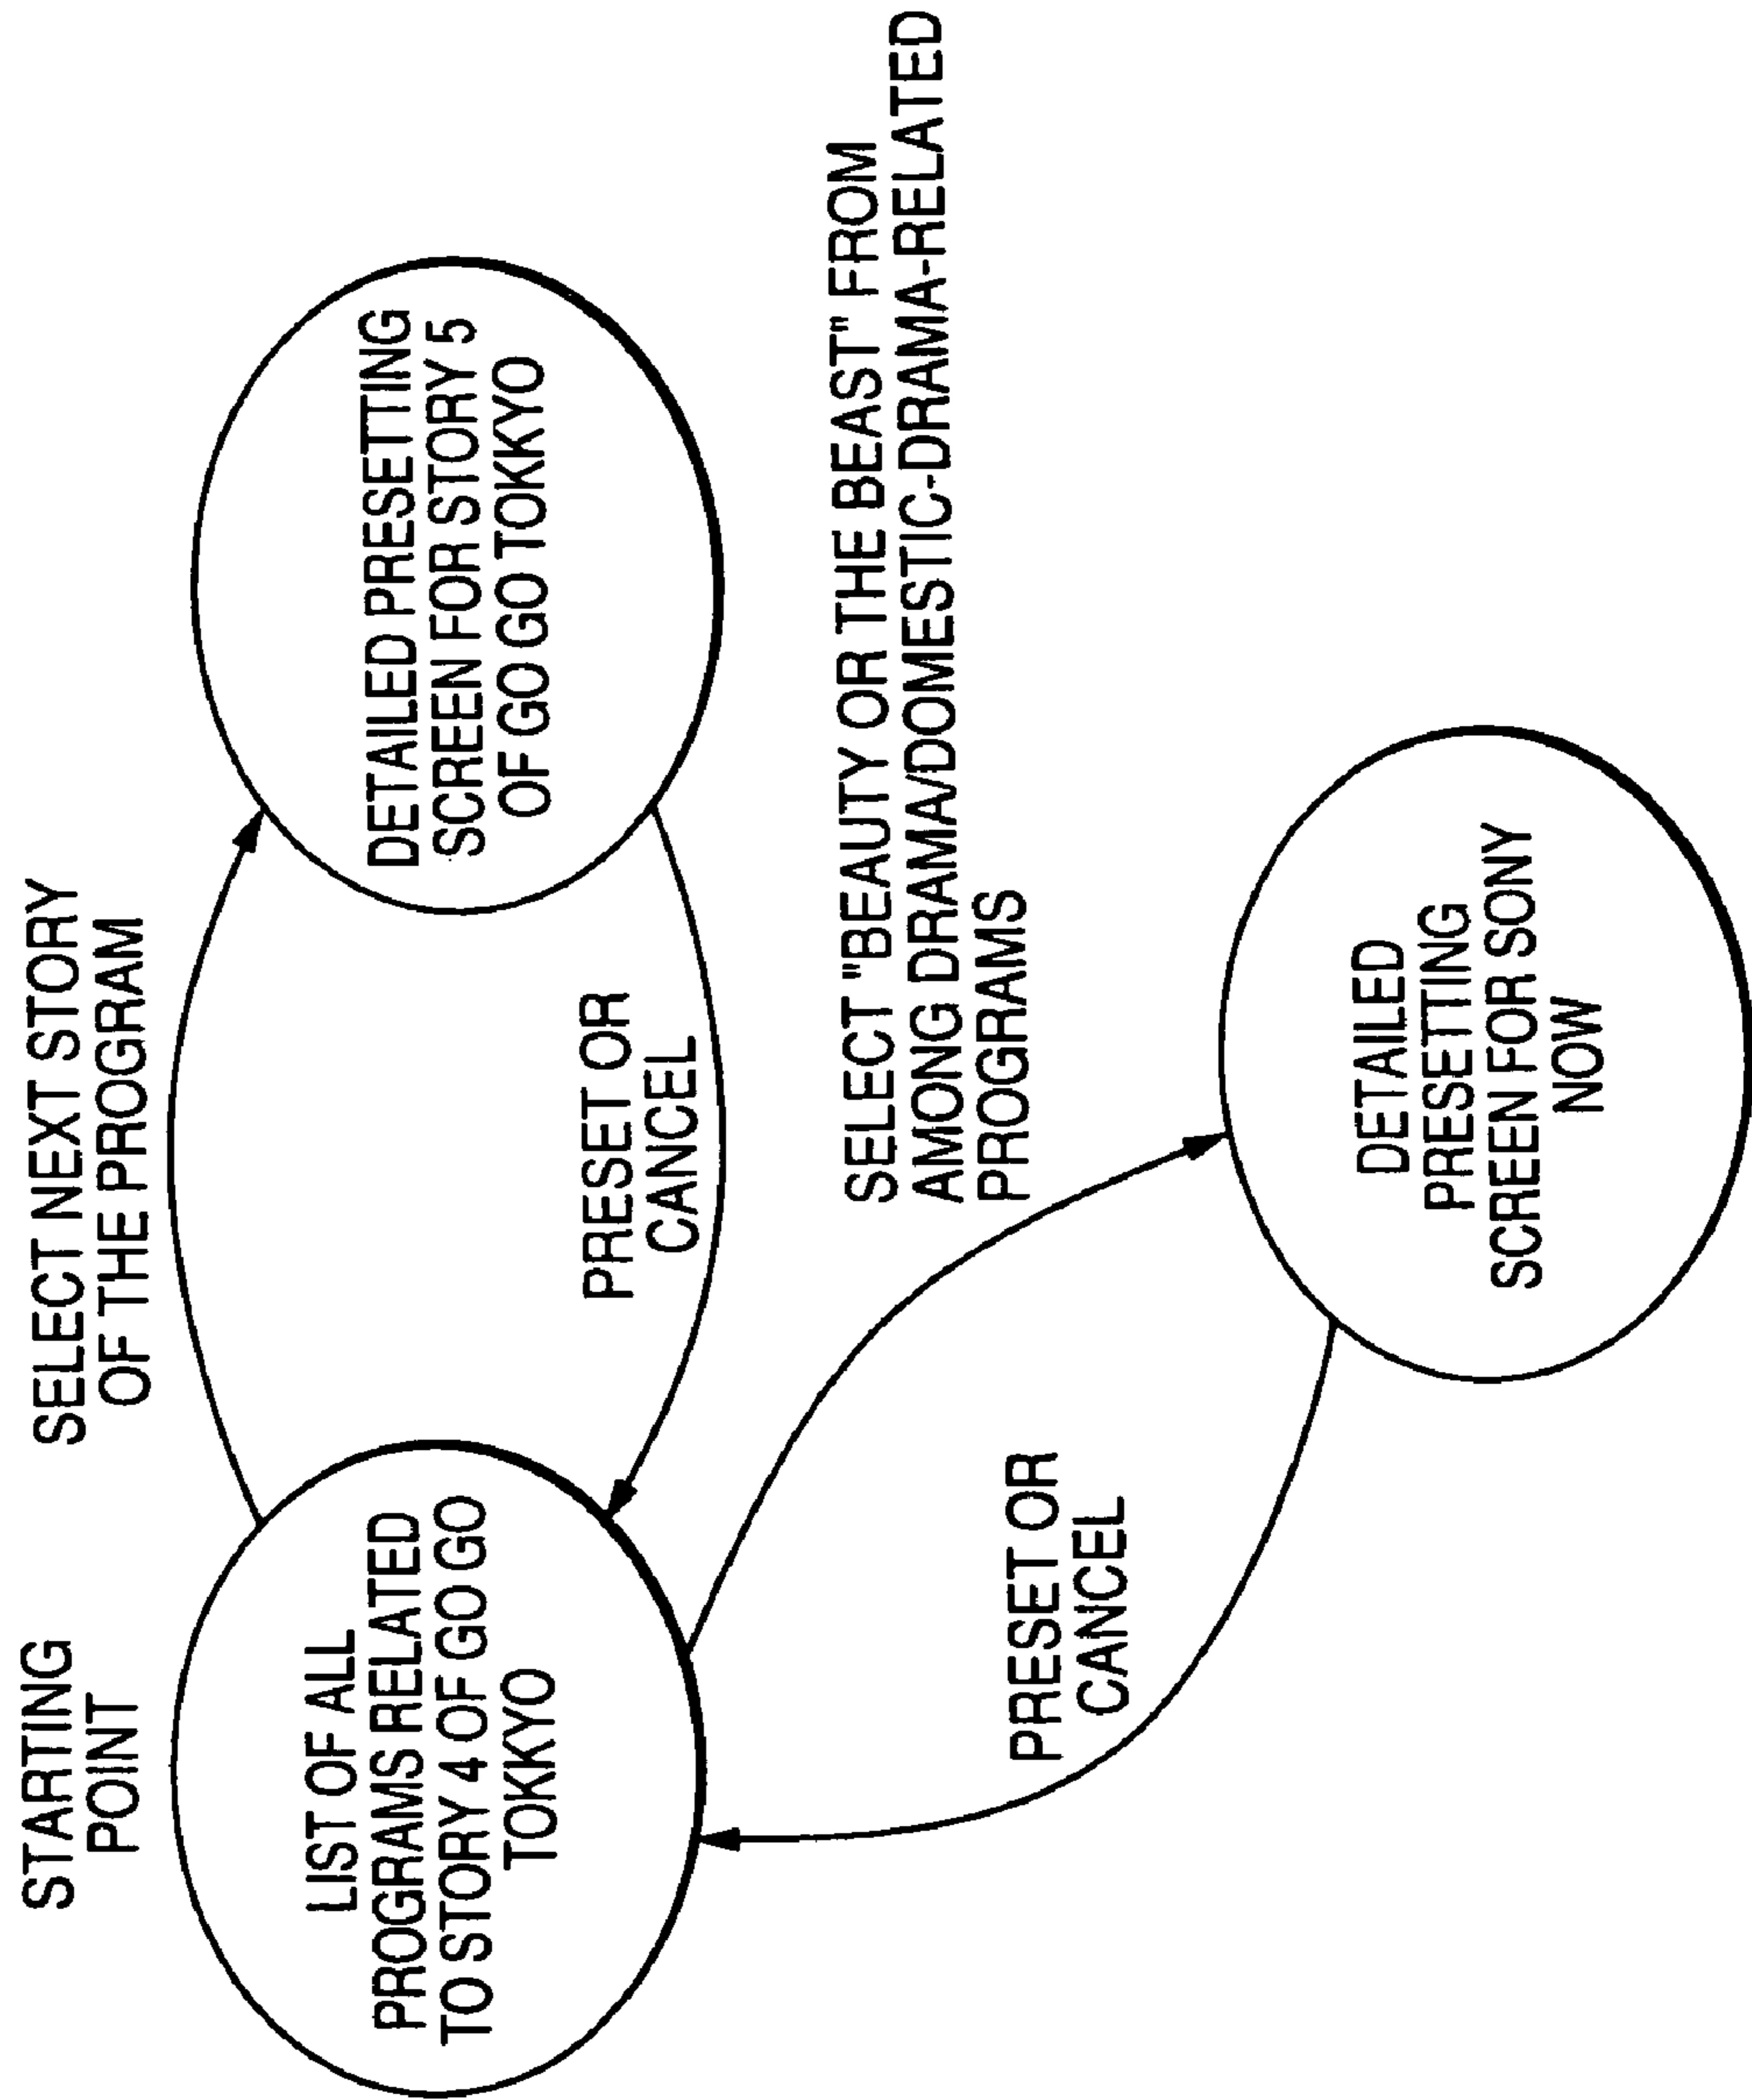 STARTING
POINT
LIST OF ALL
PROGRAMS RELATED
TO STORY 4 OF GO GO
TOKKYO
SELECT NEXT STORY
OF THE PROGRAM
DETAILED PRESETTING
SCREEN FOR STORY 5
OF GO GO TOKKYO
PRESET OR
CANCEL
SELECT "BEAUTY OR THE BEAST" FROM
AMONG DRAMA/DOMESTIC-DRAMA-RELATED
PROGRAMS
PRESET OR
CANCEL
DETAILED
PRESETTING
SCREEN FOR SONY
NOW